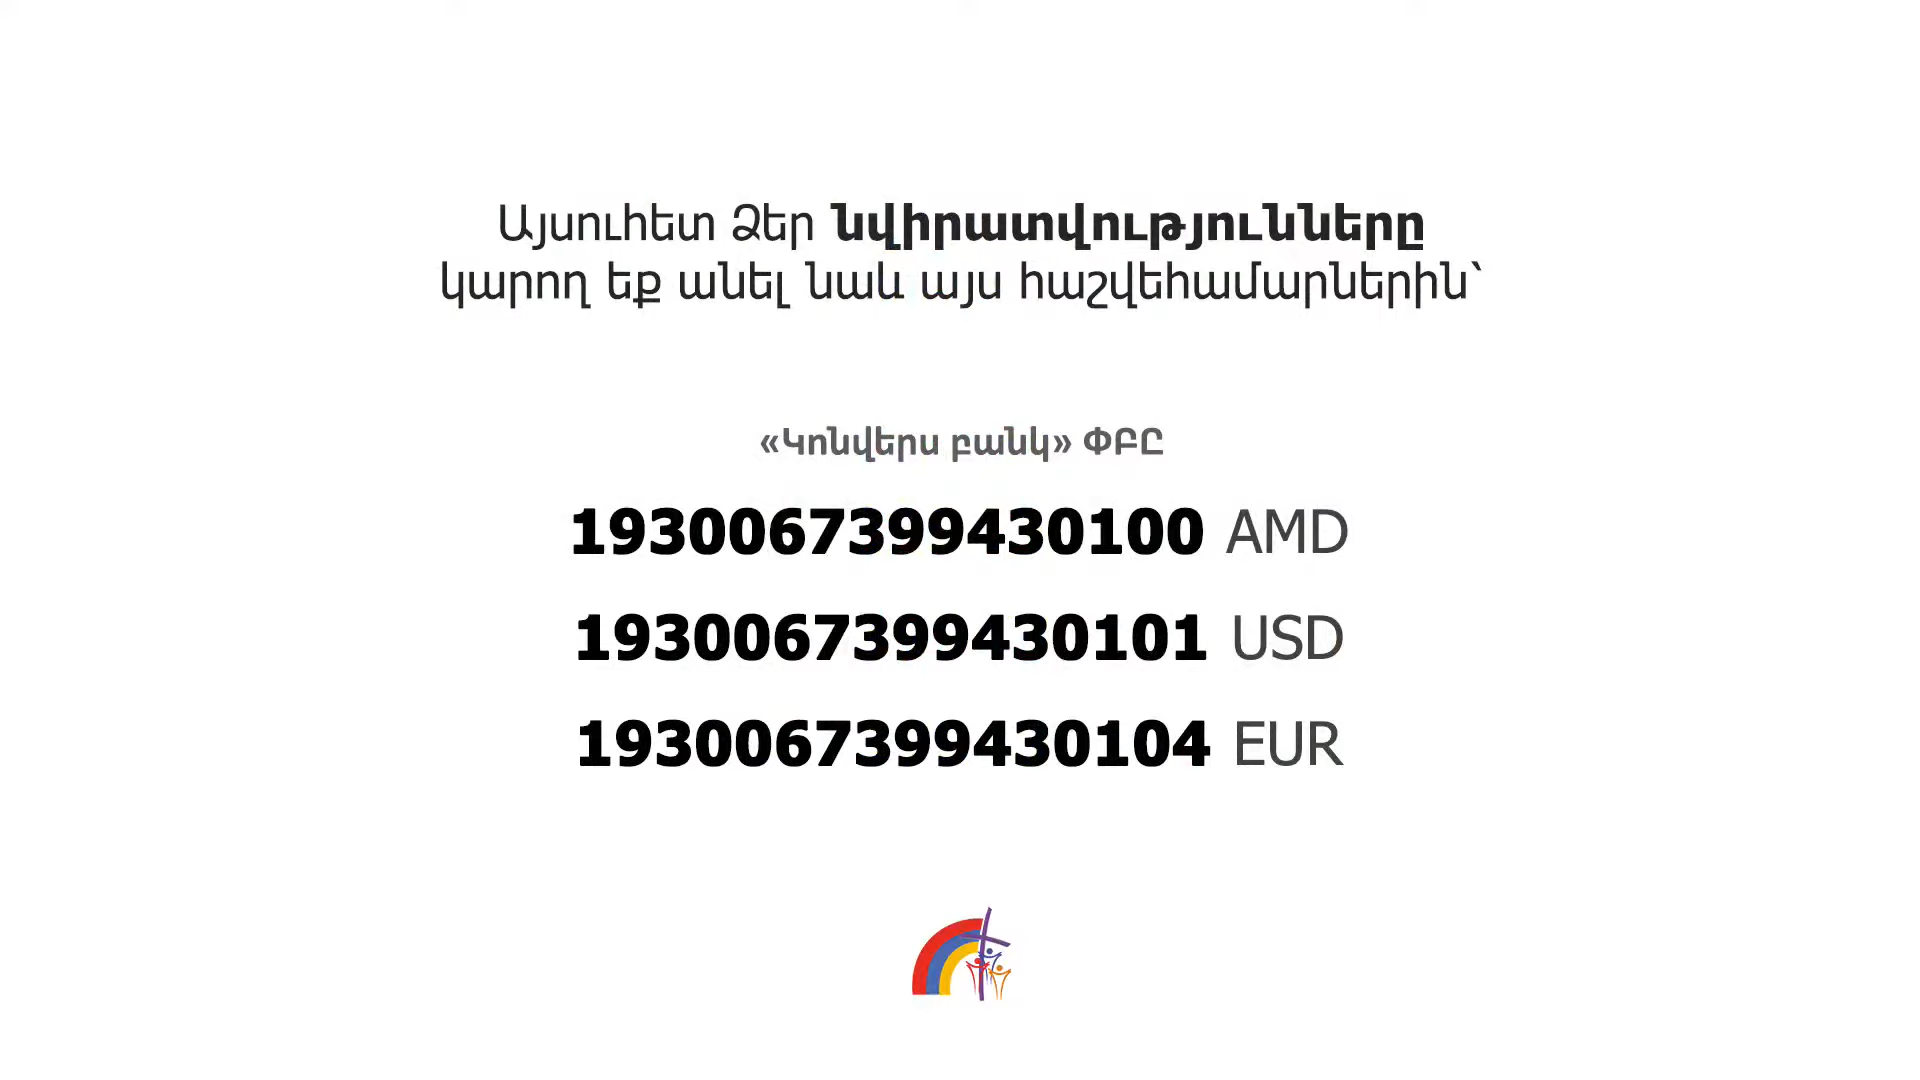 Այսուհետ Ձեր նվիրատվությունները
կարող եք անել նաև այս հաշվեհամարներին՝
«Կոնվերս բանկ» ՓԲԸ
1930067399430100 AMD
1930067399430101 USD
1930067399430104 EUR